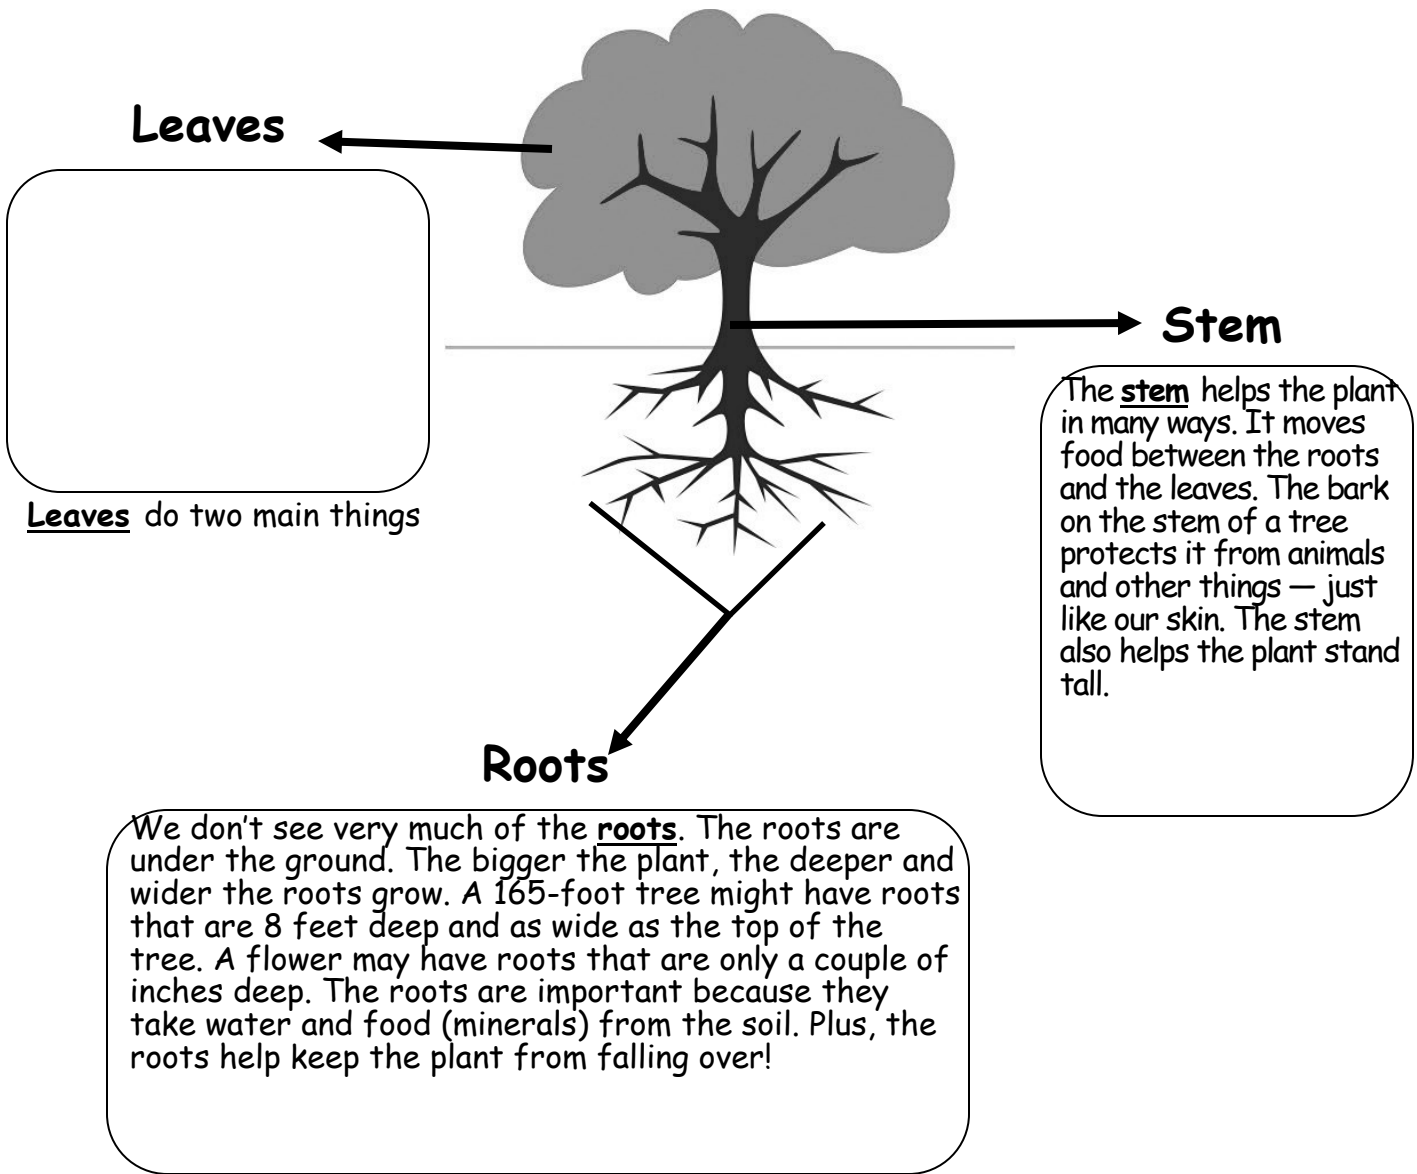 Leaves
Leaves do two main things
Stem
The stem helps the plant
in many ways. It moves
food between the roots
and the leaves. The bark
on the stem of a tree
protects it from animals
and other things — just
like our skin. The stem
also helps the plant stand
tall.
Roots
We don’t see very much of the roots. The roots are
under the ground. The bigger the plant, the deeper and
wider the roots grow. A 165-foot tree might have roots
that are 8 feet deep and as wide as the top of the
tree. A flower may have roots that are only a couple of
inches deep. The roots are important because they
take water and food (minerals) from the soil. Plus, the
roots help keep the plant from falling over!